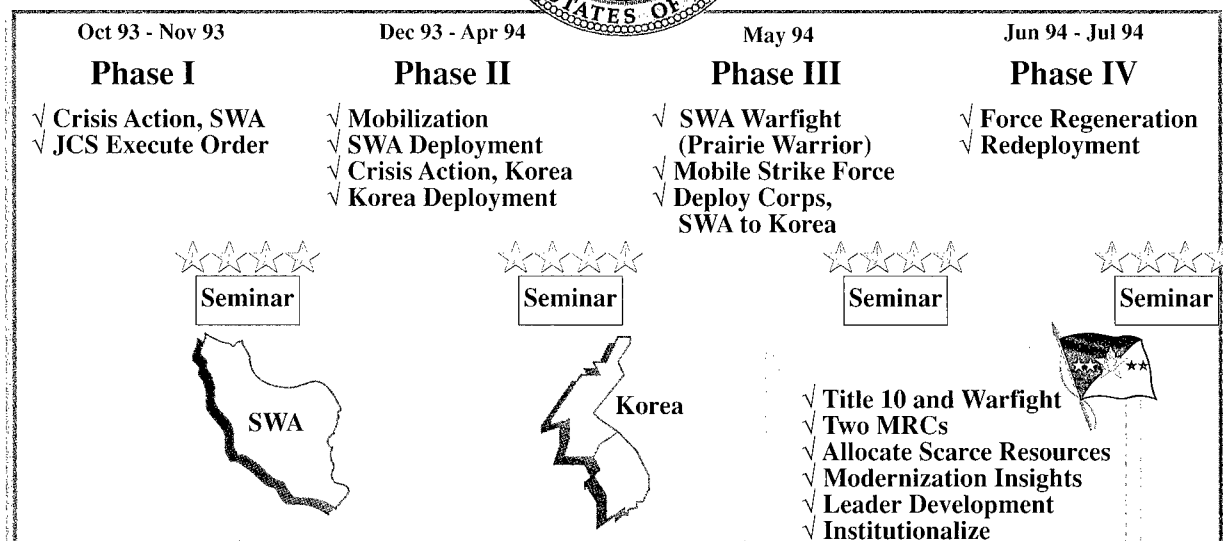 TATES OF
Oct 93 - Nov 93
Phase I
√ Crisis Action, SWA
√ JCS Execute Order
Dec 93 - Apr 94
Phase II
√ Mobilization
√ SWA Deployment
√ Crisis Action, Korea
√ Korea Deployment
May 94
Phase III
√ SWA Warfight
(Prairie Warrior)
√ Mobile Strike Force
√ Deploy Corps,
SWA to Korea
Jun 94 - Jul 94
Phase IV
√ Force Regeneration
√ Redeployment
Seminar
Seminar
Seminar
Seminar
SWA
Korea
√ Title 10 and Warfight
√ Two MRCs
√ Allocate Scarce Resources
√ Modernization Insights
√ Leader Development
√ Institutionalize